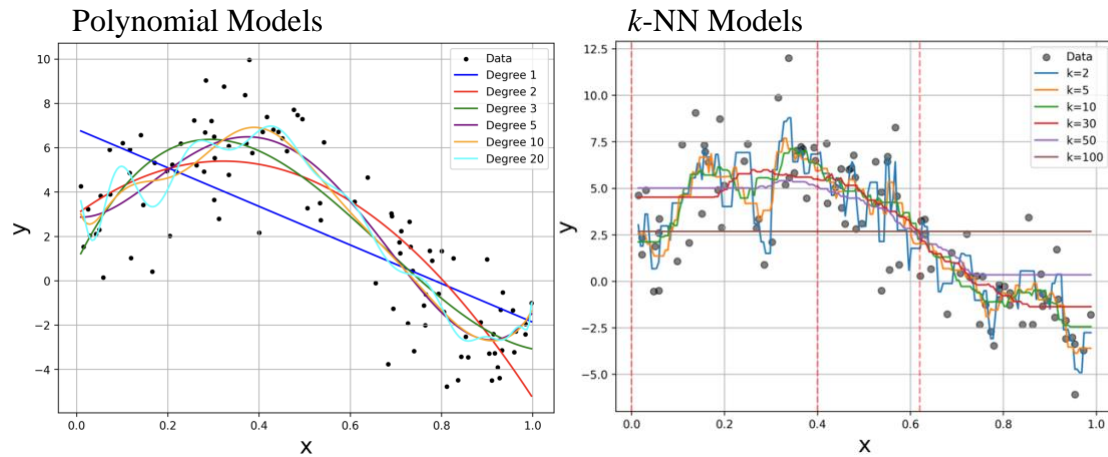 Polynomial Models
10
8
6
4
2
0
−2
−4
y
0.0
0.2
0.4
0.6
0.8
1.0
x
Data
Degree 1
Degree 2
Degree 3
Degree 5
Degree 10
Degree 20
k-NN Models
12.5
10.0
7.5
5.0
2.5
0.0
−2.5
−5.0
y
0.0
0.2
0.4
0.6
0.8
1.0
x
Data
k=2
k=5
k=10
k=30
k=50
k=100